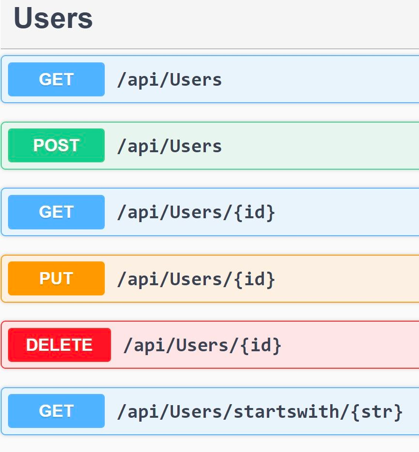 Users
GET /api/Users
POST /api/Users
GET /api/Users/{id}
PUT /api/Users/{id}
DELETE /api/Users/{id}
GET /api/Users/startswith/{str}